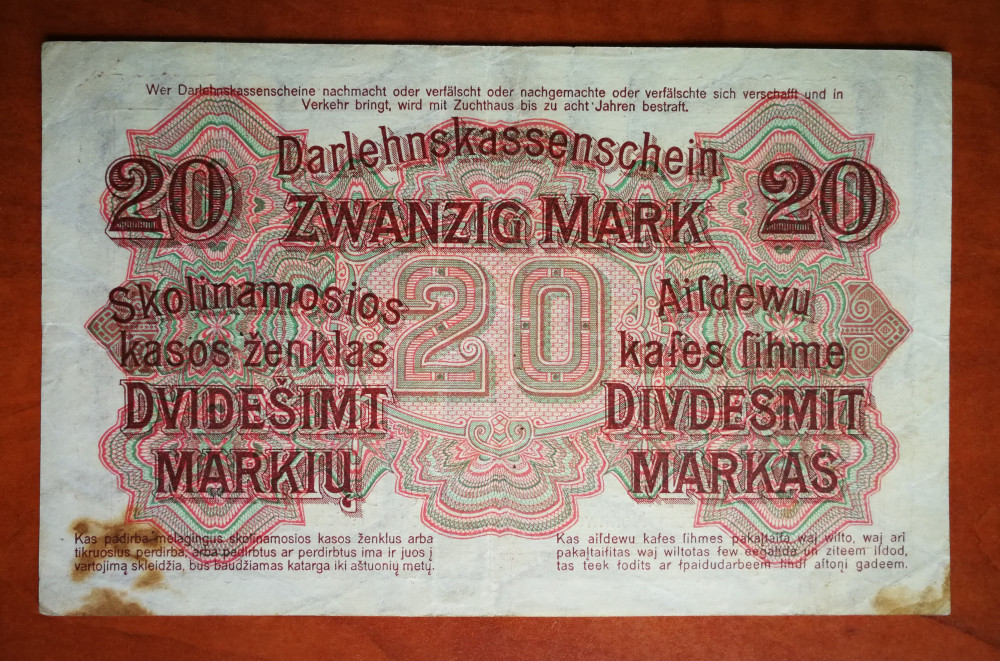 Wer Darlehnskassenscheine nachmacht oder verfälscht oder nachgemachte oder verfälschte sich verschafft und in
Verkehr bringt, wird mit Zuchthaus bis zu acht Jahren bestraft.
Darlehnskassenschein
20 ZWANZIG MARK 20
20
Skolinamosios
kasos ženklas
DVIDEŠIMT
MARKIŲ
Aiſdewu
kaſes ſihme
DIVDESMIT
MARKAS
Kas padirba melagingus skolinamosios kasos ženklus arba
tikruosius perdirba, arba padirbtus ar perdirbtus ima ir juos į
vartojimą skleidžia, bus baudžiamas katarga iki aštuonių metų.
Kas aiſdewu kaſes ſihmes pakaļtaiſa waj wilto, waj arī
pakaļtaiſitas waj wiltotas few eegahda un ziteem iſdod,
tas teek ſodits ar ſpaidudarbeem lihdſ aſtoņi gadeem.